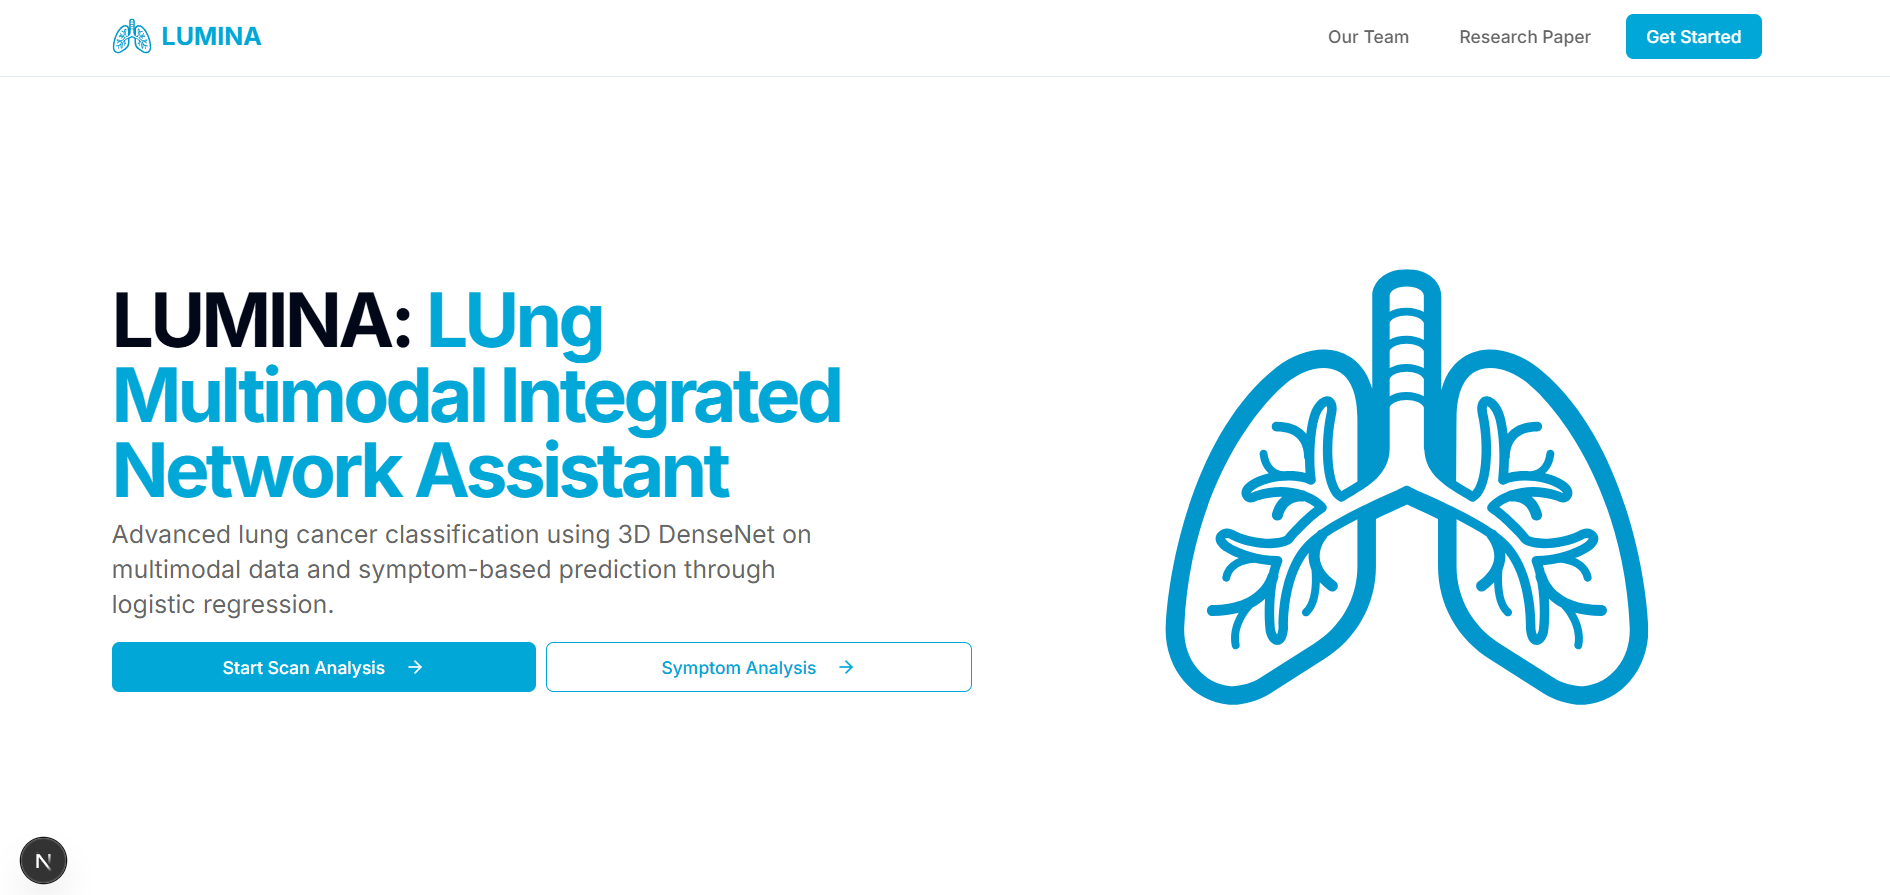 LUMINA
Our Team
Research Paper
Get Started
LUMINA: LUng
Multimodal Integrated
Network Assistant
Advanced lung cancer classification using 3D DenseNet on
multimodal data and symptom-based prediction through
logistic regression.
Start Scan Analysis →
Symptom Analysis →
N